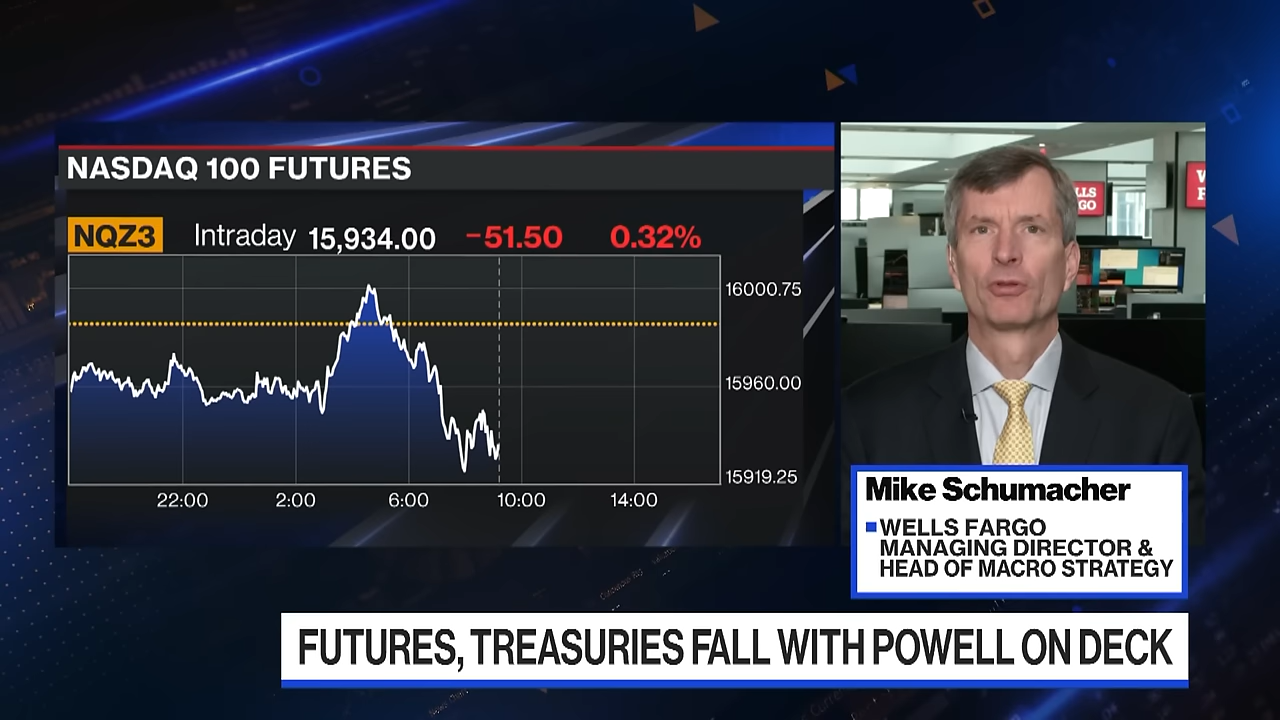 NASDAQ 100 FUTURES
NQZ3 Intraday 15,934.00 −51.50 0.32%
16000.75
15960.00
15919.25
22:00 2:00 6:00 10:00 14:00
Mike Schumacher
WELLS FARGO
MANAGING DIRECTOR &
HEAD OF MACRO STRATEGY
FUTURES, TREASURIES FALL WITH POWELL ON DECK